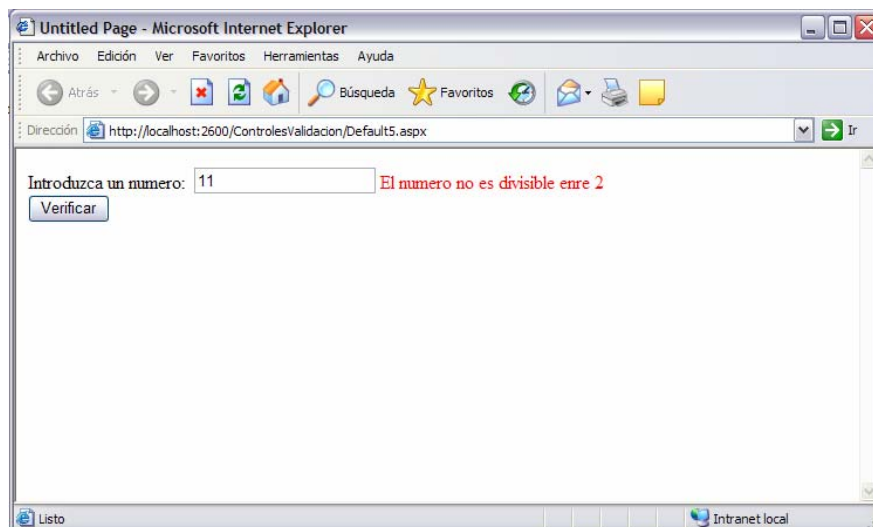 Untitled Page - Microsoft Internet Explorer
Archivo Edición Ver Favoritos Herramientas Ayuda
Atrás Búsqueda Favoritos
Dirección http://localhost:2600/ControlesValidacion/Default5.aspx Ir
Introduzca un numero: 11 El numero no es divisible enre 2
Verificar
Listo Intranet local